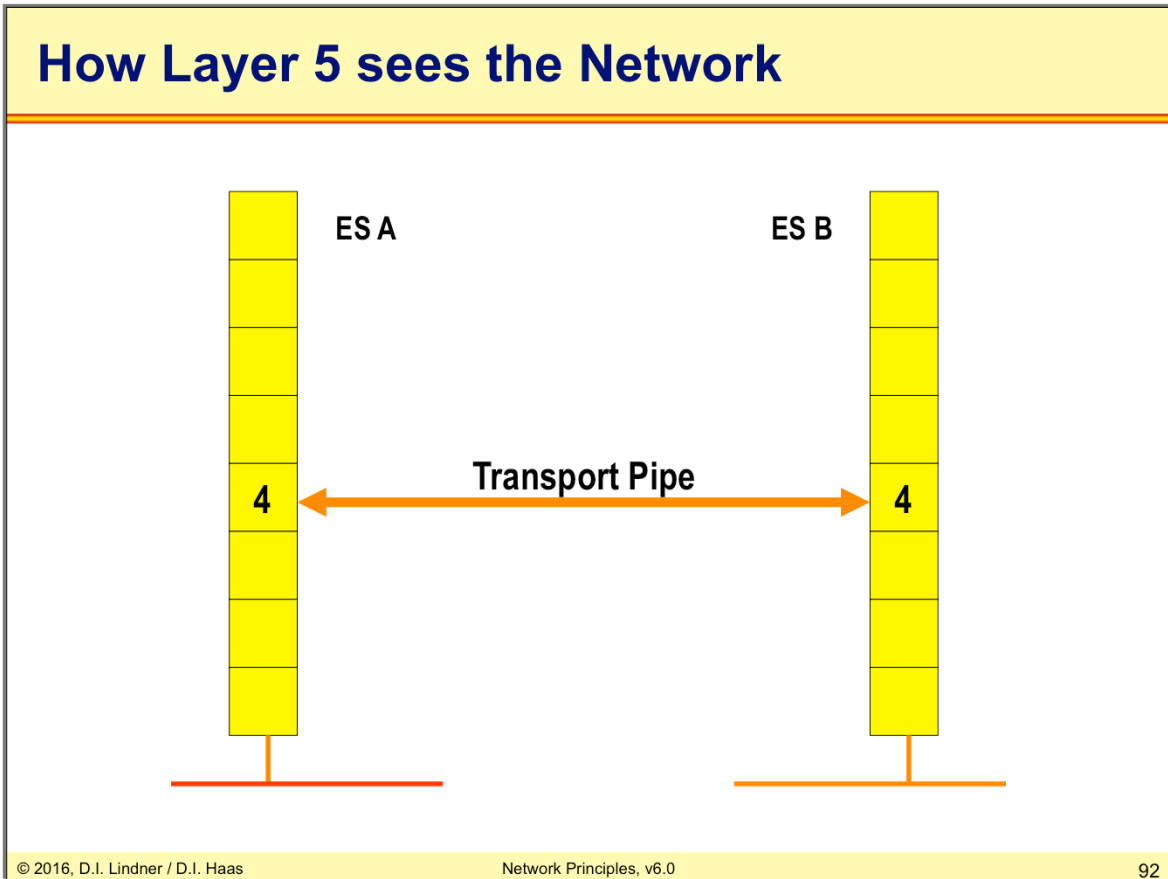 How Layer 5 sees the Network
ES A
ES B
Transport Pipe
4
4
© 2016, D.I. Lindner / D.I. Haas
Network Principles, v6.0
92